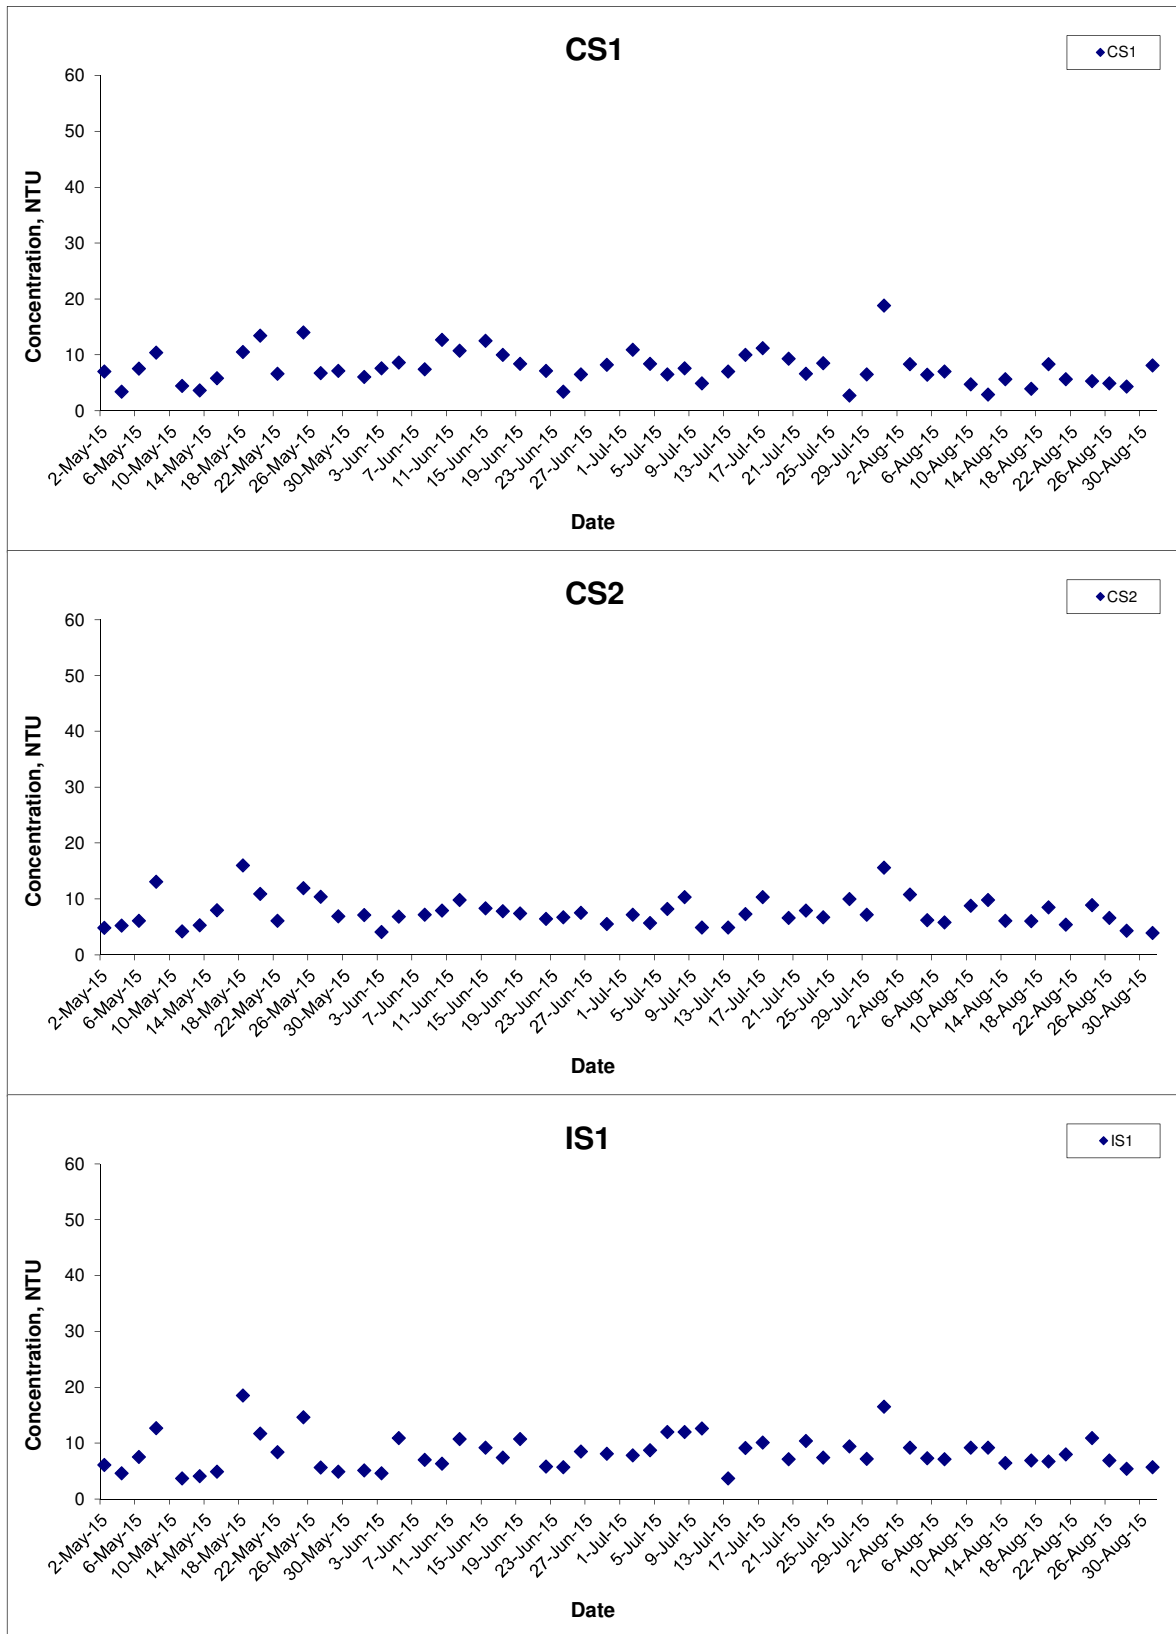 CS1
CS1
60
50
40
30
20
10
0
Concentration, NTU
2-May-15
6-May-15
10-May-15
14-May-15
18-May-15
22-May-15
26-May-15
30-May-15
3-Jun-15
7-Jun-15
11-Jun-15
15-Jun-15
19-Jun-15
23-Jun-15
27-Jun-15
1-Jul-15
5-Jul-15
9-Jul-15
13-Jul-15
17-Jul-15
21-Jul-15
25-Jul-15
29-Jul-15
2-Aug-15
6-Aug-15
10-Aug-15
14-Aug-15
18-Aug-15
22-Aug-15
26-Aug-15
30-Aug-15
Date
CS2
CS2
60
50
40
30
20
10
0
Concentration, NTU
2-May-15
6-May-15
10-May-15
14-May-15
18-May-15
22-May-15
26-May-15
30-May-15
3-Jun-15
7-Jun-15
11-Jun-15
15-Jun-15
19-Jun-15
23-Jun-15
27-Jun-15
1-Jul-15
5-Jul-15
9-Jul-15
13-Jul-15
17-Jul-15
21-Jul-15
25-Jul-15
29-Jul-15
2-Aug-15
6-Aug-15
10-Aug-15
14-Aug-15
18-Aug-15
22-Aug-15
26-Aug-15
30-Aug-15
Date
IS1
IS1
60
50
40
30
20
10
0
Concentration, NTU
2-May-15
6-May-15
10-May-15
14-May-15
18-May-15
22-May-15
26-May-15
30-May-15
3-Jun-15
7-Jun-15
11-Jun-15
15-Jun-15
19-Jun-15
23-Jun-15
27-Jun-15
1-Jul-15
5-Jul-15
9-Jul-15
13-Jul-15
17-Jul-15
21-Jul-15
25-Jul-15
29-Jul-15
2-Aug-15
6-Aug-15
10-Aug-15
14-Aug-15
18-Aug-15
22-Aug-15
26-Aug-15
30-Aug-15
Date